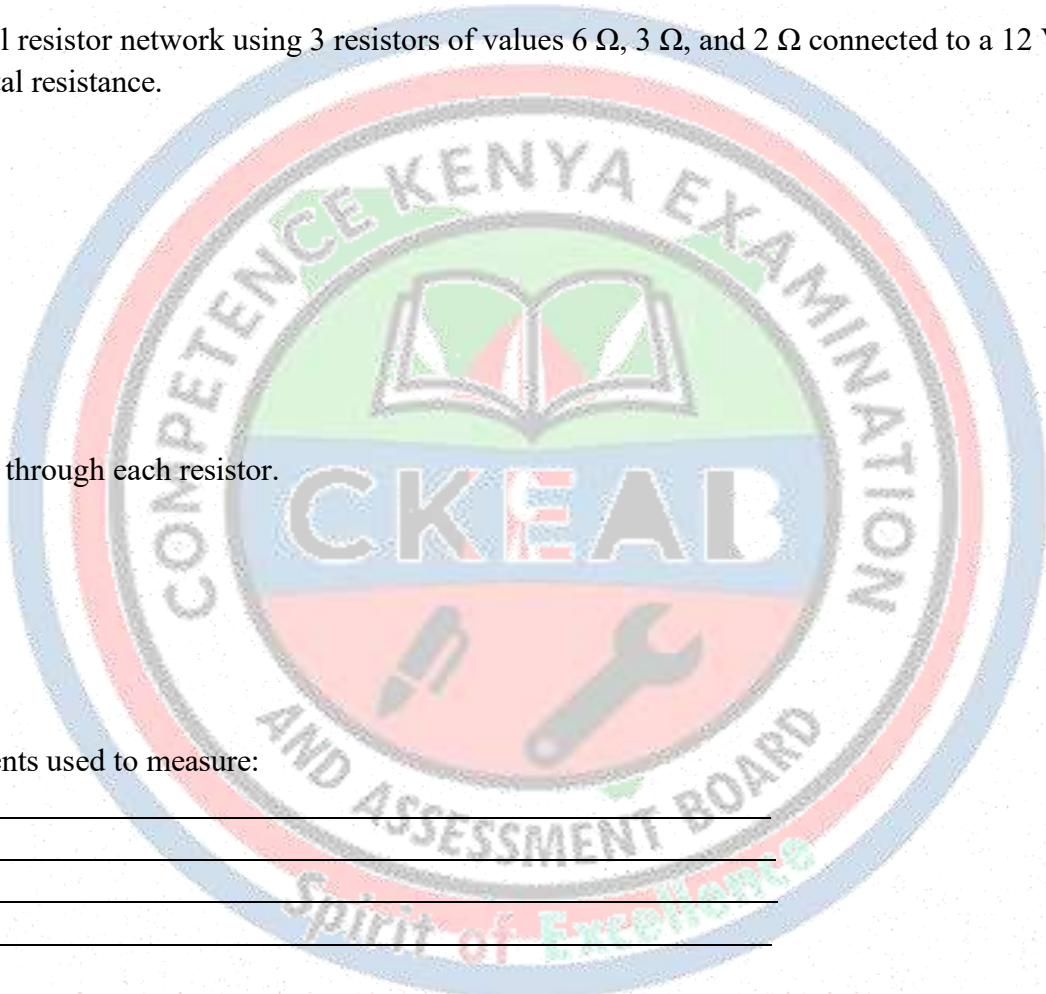 l resistor network using 3 resistors of values 6 Ω, 3 Ω, and 2 Ω connected to a 12
al resistance.
COMPETENCE KENYA EXAMINATION
through each resistor.
CKEAB
ents used to measure:
AND ASSESSMENT BOARD
Spirit of Excellence